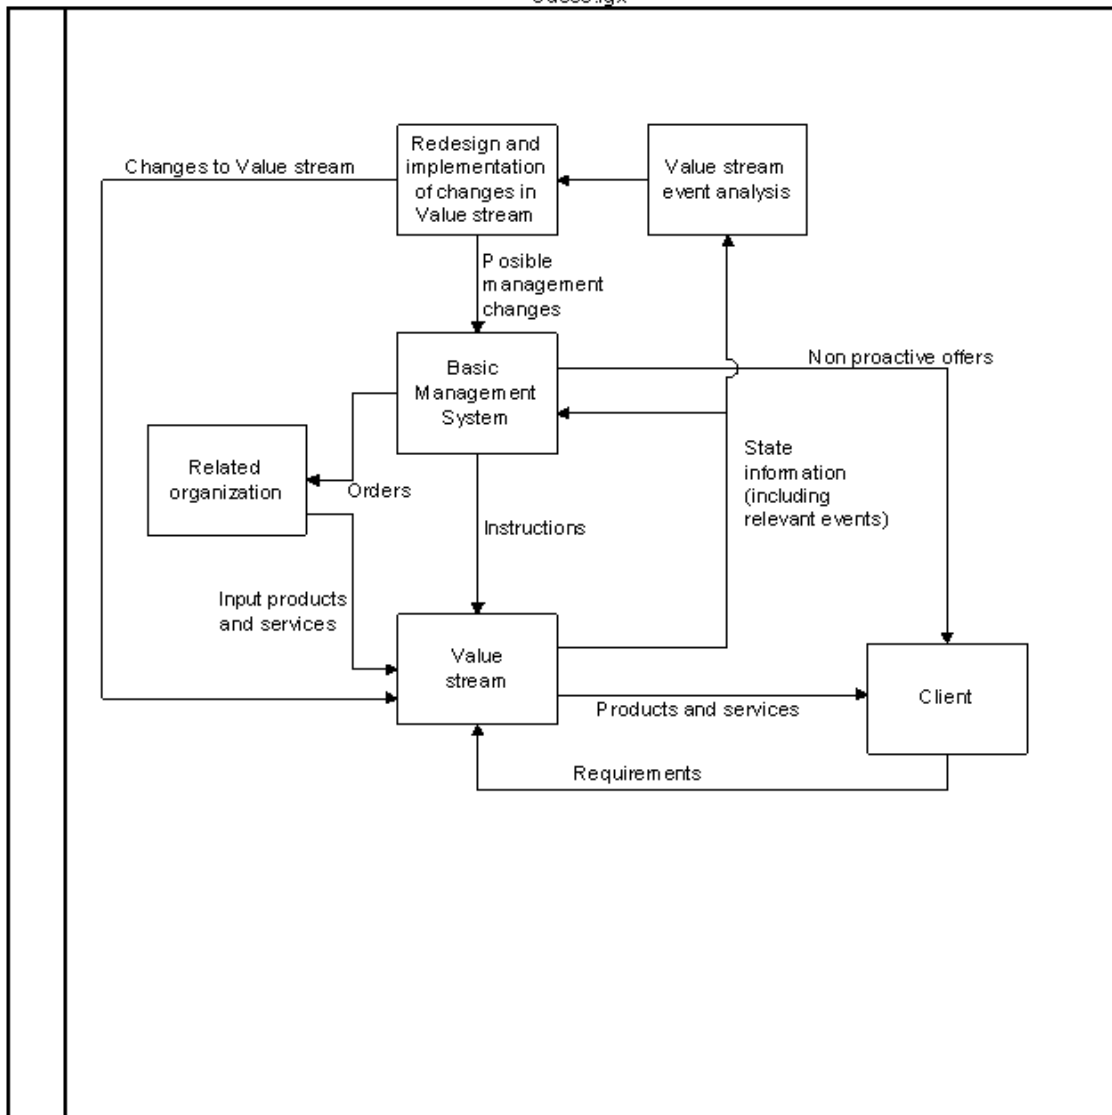 Changes to Value stream
Redesign and
implementation
of changes in
Value stream
Value stream
event analysis
Posible
management
changes
Basic
Management
System
Non proactive offers
Related
organization
Orders
State
information
(including
relevant events)
Instructions
Input products
and services
Value
stream
Products and services
Client
Requirements